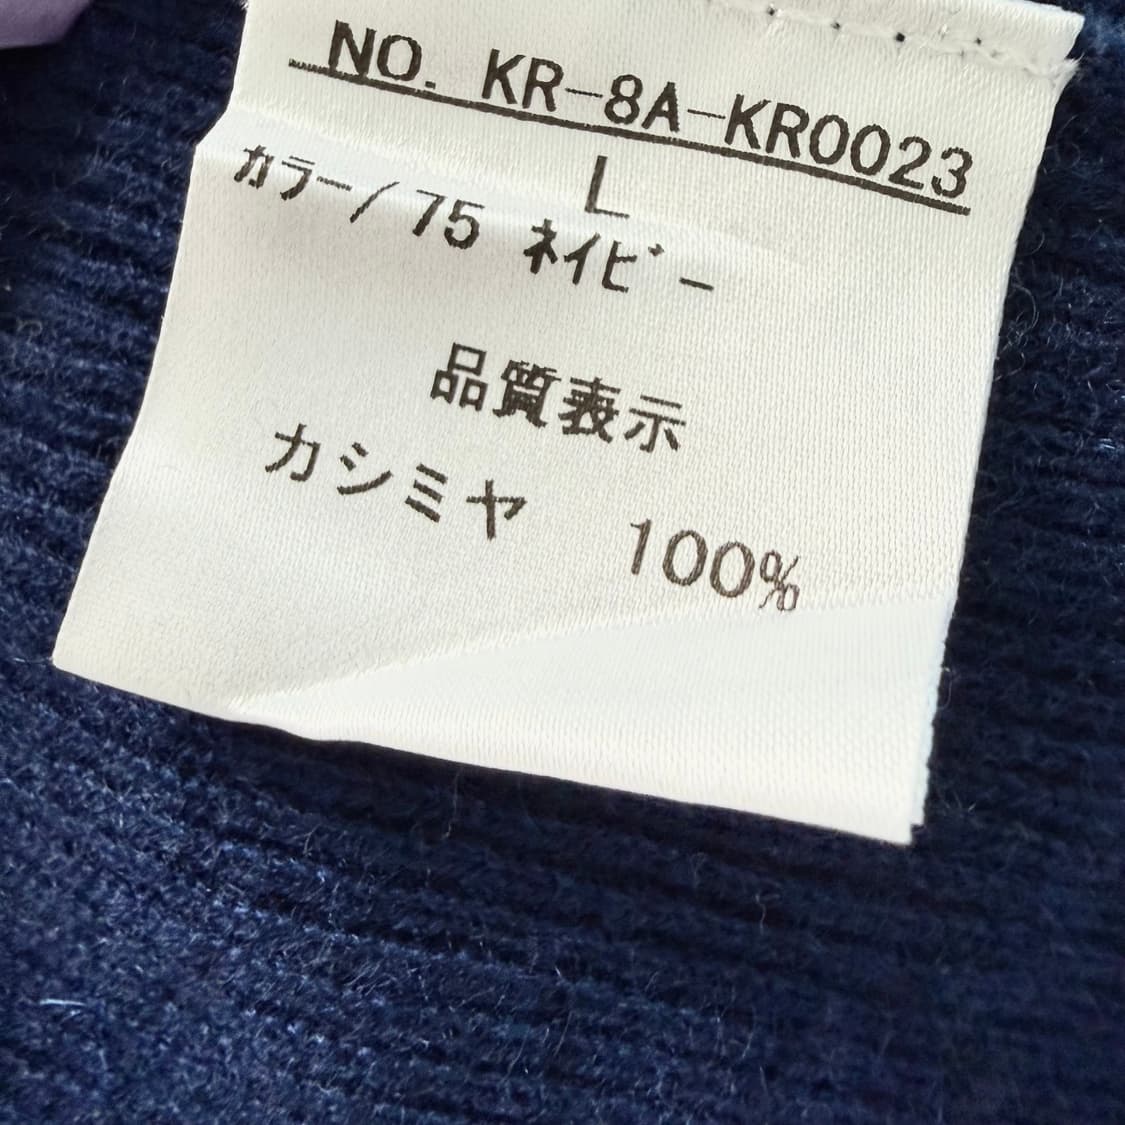 NO. KR-8A-KR0023
L
カラー/75 ネイビー
品質表示
カシミヤ 100%